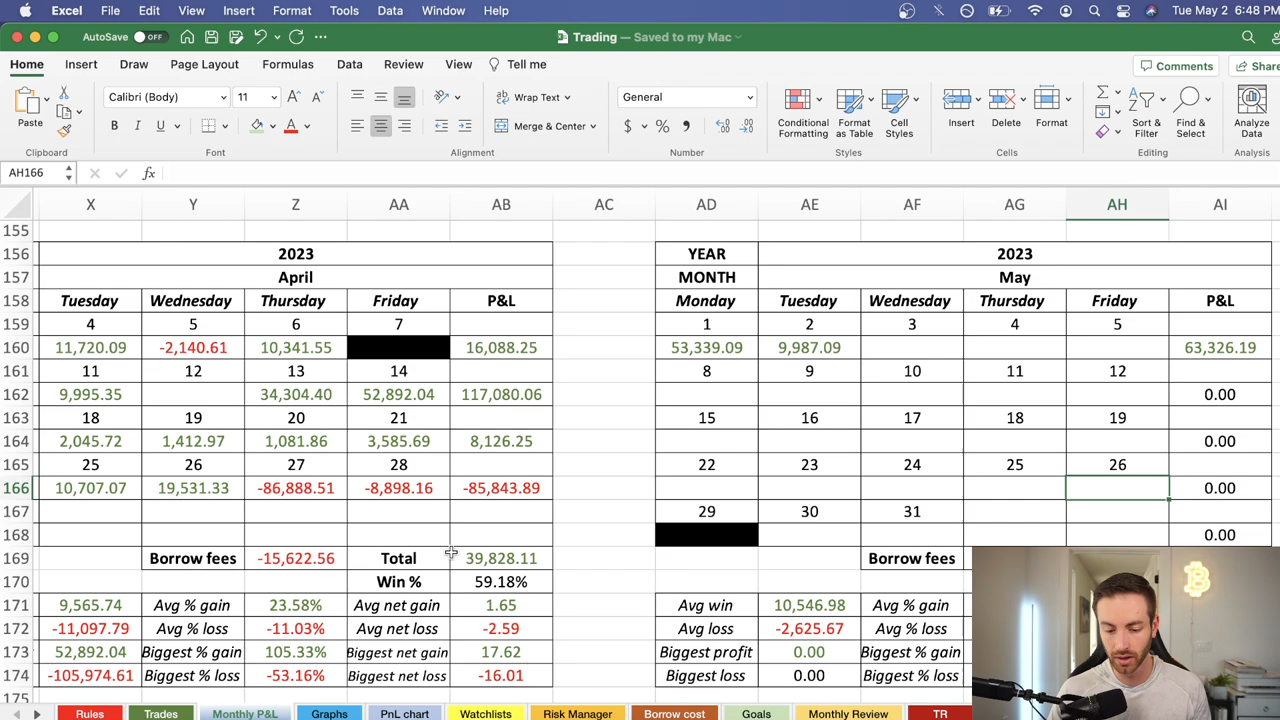 Excel File Edit View Insert Format Tools Data Window Help Tue May 2 6:48 PM
AutoSave OFF Trading — Saved to my Mac
Home Insert Draw Page Layout Formulas Data Review View Tell me Comments Share
Calibri (Body) 11 Wrap Text General
Paste Merge & Center Conditional Formatting Format as Table Cell Styles Insert Delete Format Sort & Filter Find & Select Analyze Data
Clipboard Font Alignment Number Styles Cells Editing Analysis
AH166 fx
X Y Z AA AB AC AD AE AF AG AH AI
155
156 2023 YEAR 2023
157 April MONTH May
158 Tuesday Wednesday Thursday Friday P&L Monday Tuesday Wednesday Thursday Friday P&L
159 4 5 6 7 1 2 3 4 5
160 11,720.09 -2,140.61 10,341.55 16,088.25 53,339.09 9,987.09 63,326.19
161 11 12 13 14 8 9 10 11 12
162 9,995.35 34,304.40 52,892.04 117,080.06 0.00
163 18 19 20 21 15 16 17 18 19
164 2,045.72 1,412.97 1,081.86 3,585.69 8,126.25 0.00
165 25 26 27 28 22 23 24 25 26
166 10,707.07 19,531.33 -86,888.51 -8,898.16 -85,843.89 0.00
167 29 30 31
168 0.00
169 Borrow fees -15,622.56 Total 39,828.11 Borrow fees
170 Win % 59.18%
171 9,565.74 Avg % gain 23.58% Avg net gain 1.65 Avg win 10,546.98 Avg % gain
172 -11,097.79 Avg % loss -11.03% Avg net loss -2.59 Avg loss -2,625.67 Avg % loss
173 52,892.04 Biggest % gain 105.33% Biggest net gain 17.62 Biggest profit 0.00 Biggest % gain
174 -105,974.61 Biggest % loss -53.16% Biggest net loss -16.01 Biggest loss 0.00 Biggest % loss
175
Rules Trades Monthly P&L Graphs PnL chart Watchlists Risk Manager Borrow cost Goals Monthly Review TR